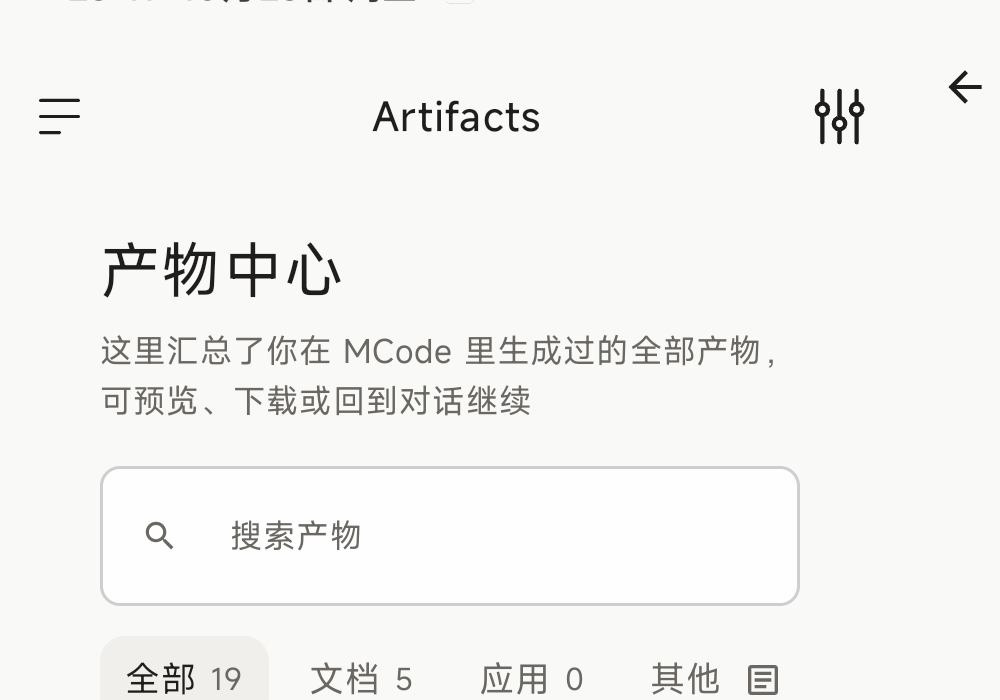 Artifacts
产物中心
这里汇总了你在 MCode 里生成过的全部产物,
可预览、下载或回到对话继续
搜索产物
全部 19 文档 5 应用 0 其他